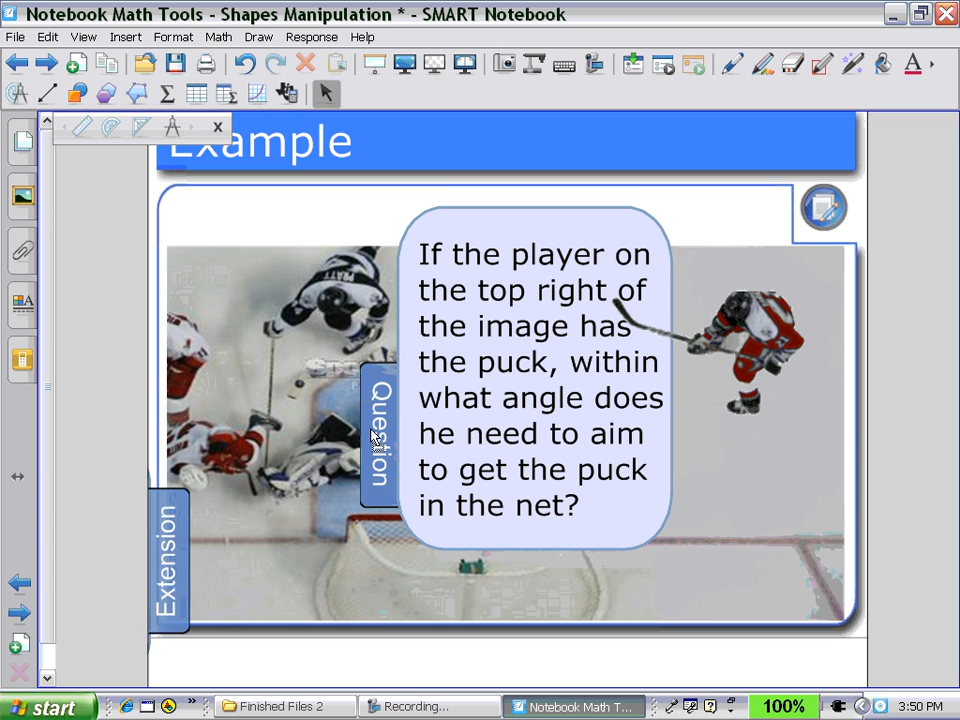 Notebook Math Tools - Shapes Manipulation * - SMART Notebook
File Edit View Insert Format Math Draw Response Help
x
Example
If the player on
the top right of
the image has
the puck, within
what angle does
he need to aim
to get the puck
in the net?
Question
Extension
PRATT
start
Finished Files 2
Recording...
Notebook Math T...
100%
3:50 PM